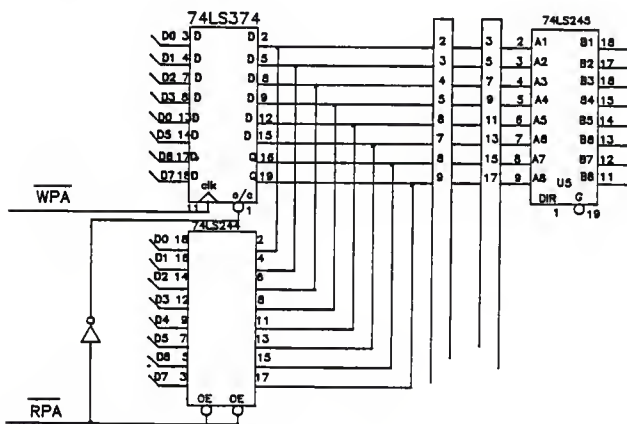 74LS374
74LS245
D0 3 D D 2 2 3 2 A1 B1 18
D1 4 D D 5 3 5 3 A2 B2 17
D2 7 D D 8 4 7 4 A3 B3 18
D3 8 D D 9 5 9 5 A4 B4 15
D0 13 D D 12 8 11 6 A5 B5 14
D5 14 D D 15 7 13 7 A6 B6 13
D6 17 16 8 15 8 A7 B7 12
D7 18 Q 19 9 17 9 A8 B8 11
clk o/c U5
DIR G
WPA 11 1 1 19
74LS244
D0 18 2
D1 16 4
D2 14 6
D3 12 8
D4 9 11
D5 7 13
D6 5 15
D7 3 17
OE OE
RPA